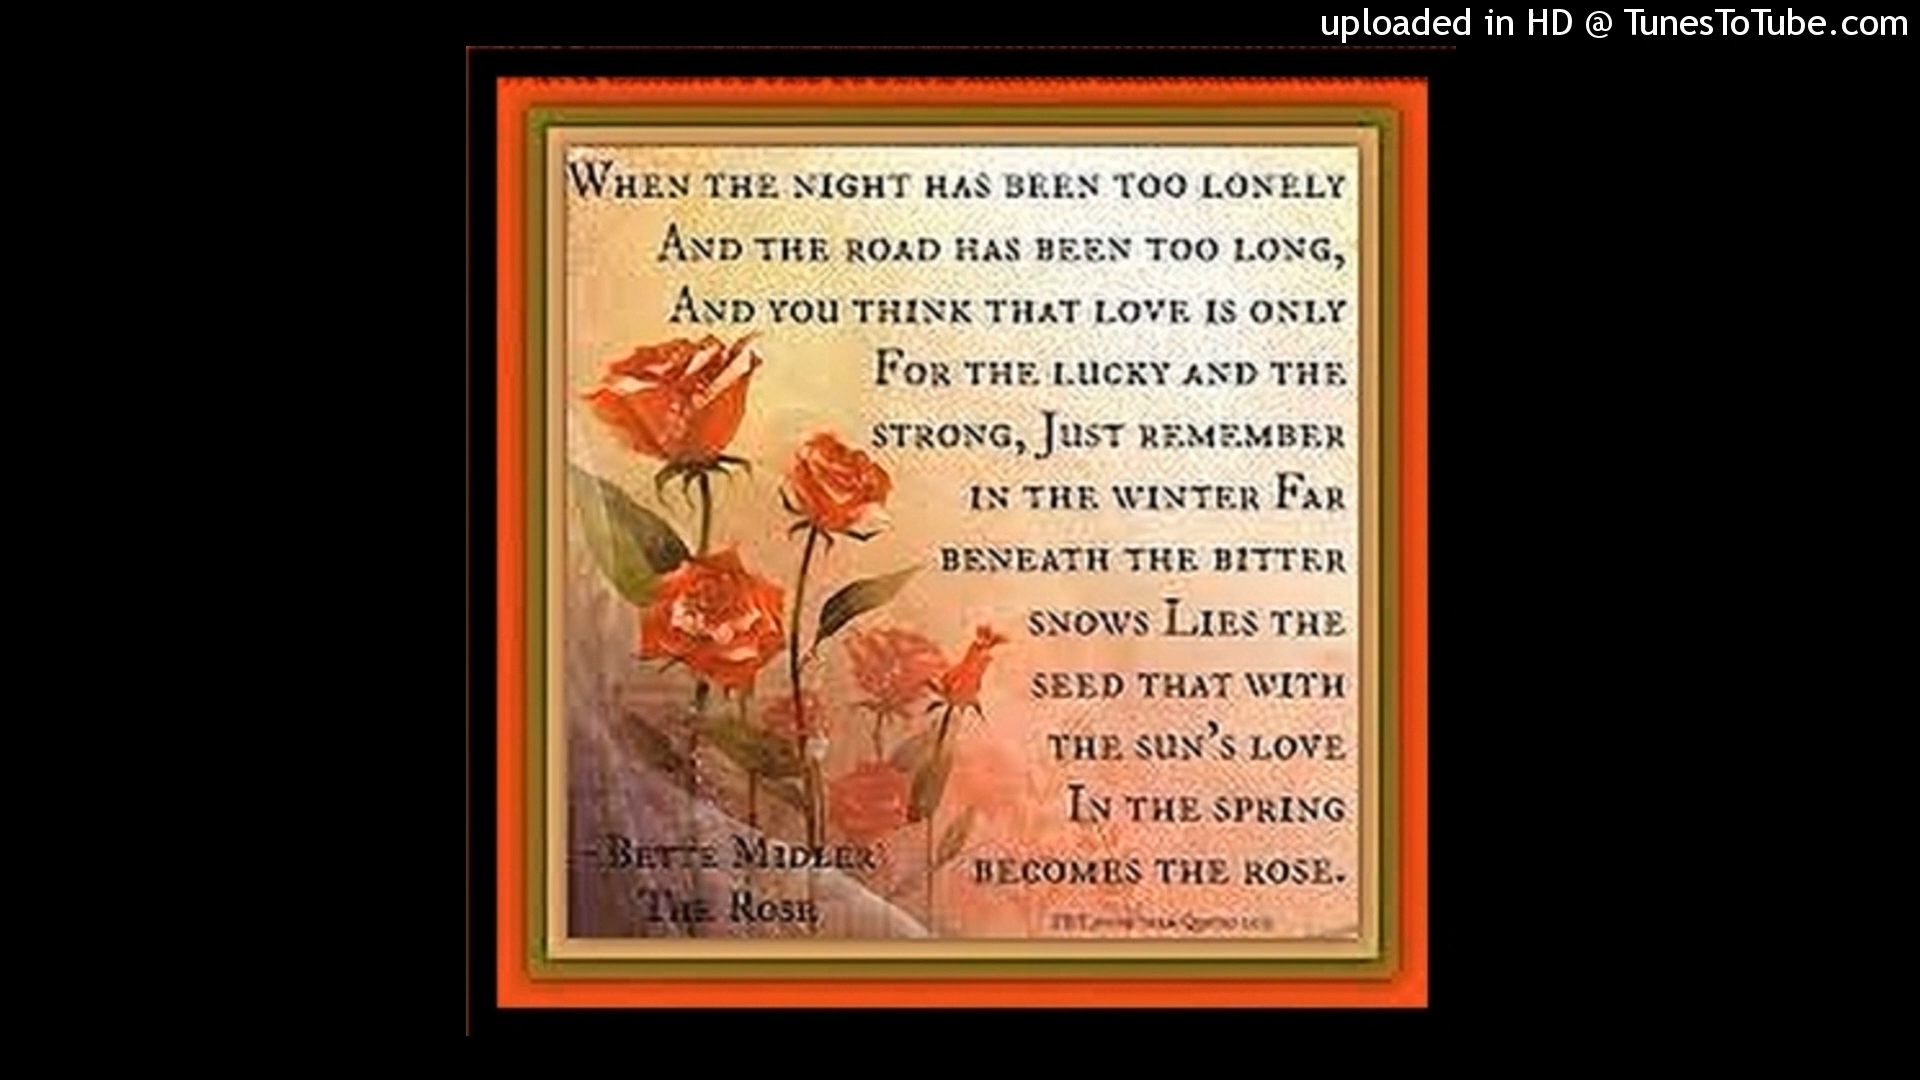 uploaded in HD @ TunesToTube.com
When the night has been too lonely
And the road has been too long,
And you think that love is only
For the lucky and the
strong, Just remember
in the winter Far
beneath the bitter
snows Lies the
seed that with
the sun's love
In the spring
becomes the rose.
- Bette Midler
The Rose